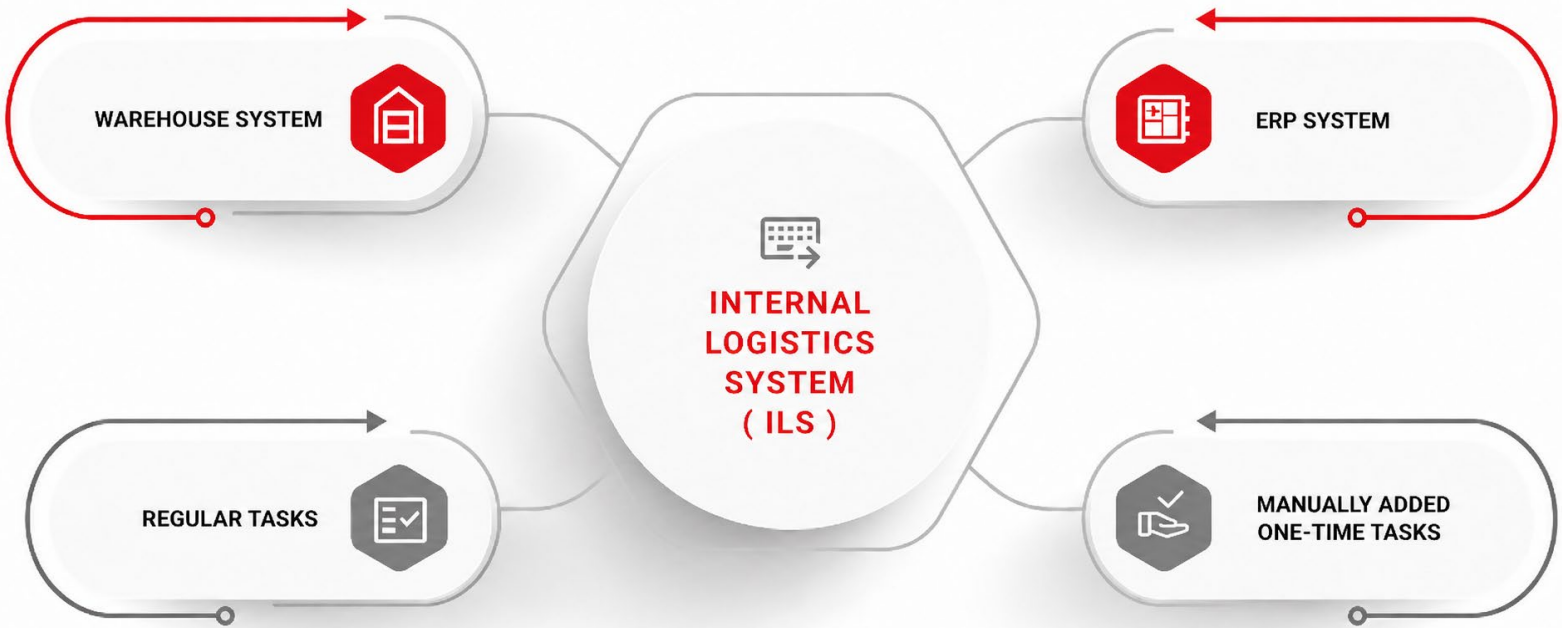 WAREHOUSE SYSTEM
ERP SYSTEM
INTERNAL
LOGISTICS
SYSTEM
( ILS )
REGULAR TASKS
MANUALLY ADDED
ONE-TIME TASKS